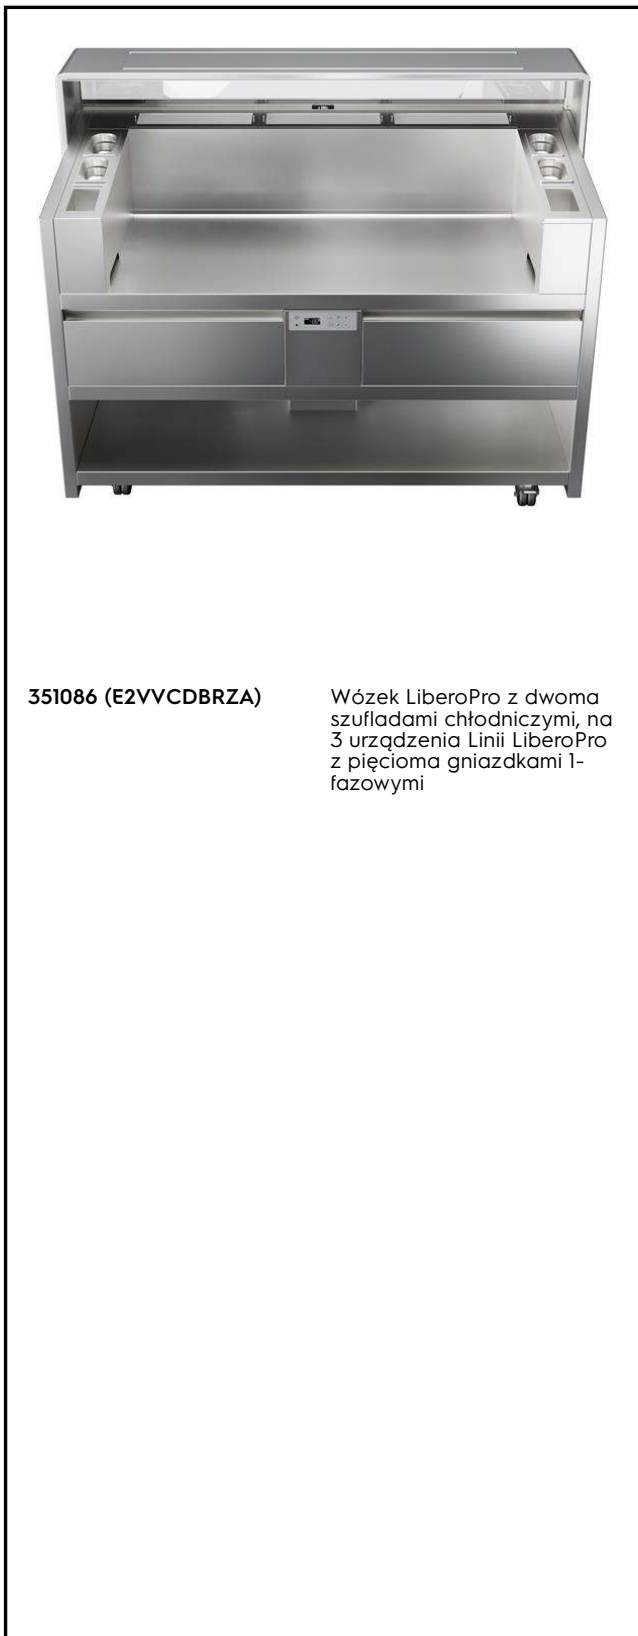 351086 (E2VVCDBRZA)
Wózek LiberoPro z dwoma
szufladami chłodniczymi, na
3 urządzenia Linii LiberoPro
z pięcioma gniazdkami 1-
fazowymi